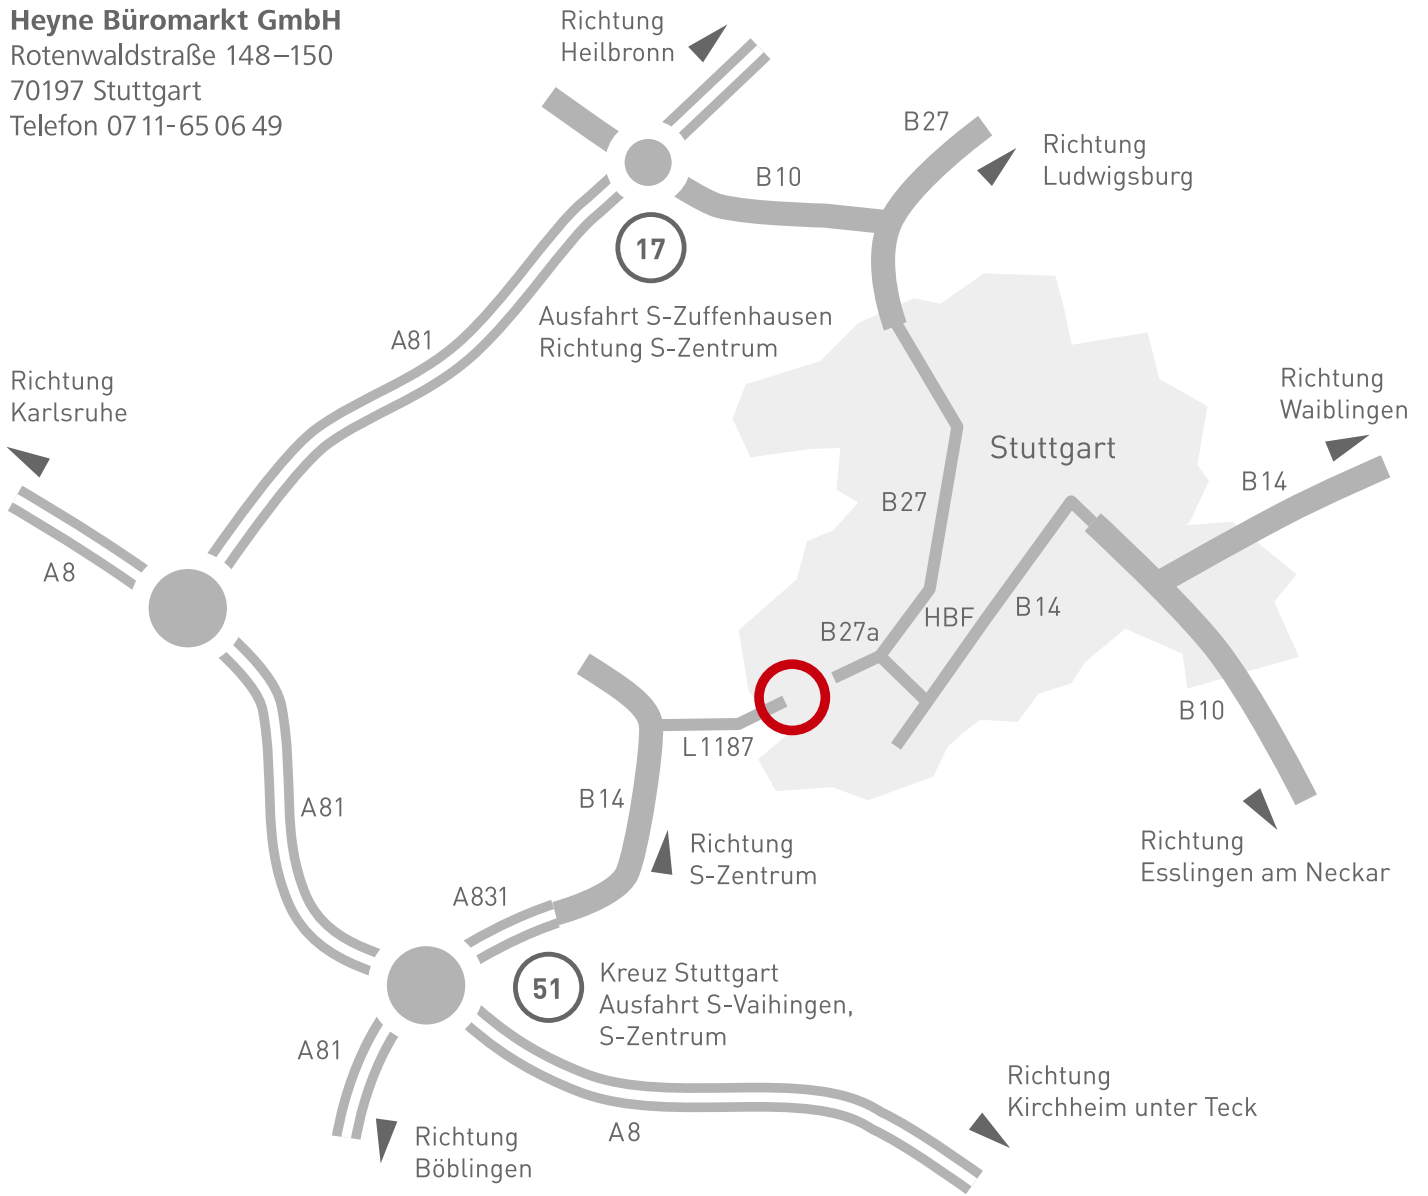 Heyne Büromarkt GmbH
Rotenwaldstraße 148–150
70197 Stuttgart
Telefon 07 11- 65 06 49
Richtung
Heilbronn
B27
Richtung
Ludwigsburg
B10
17
Ausfahrt S-Zuffenhausen
Richtung S-Zentrum
A81
Richtung
Karlsruhe
Richtung
Waiblingen
Stuttgart
B14
B27
A8
B14
HBF
B27a
B10
L1187
A81
B14
Richtung
S-Zentrum
Richtung
Esslingen am Neckar
A831
51
Kreuz Stuttgart
Ausfahrt S-Vaihingen,
S-Zentrum
A81
Richtung
Kirchheim unter Teck
A8
Richtung
Böblingen